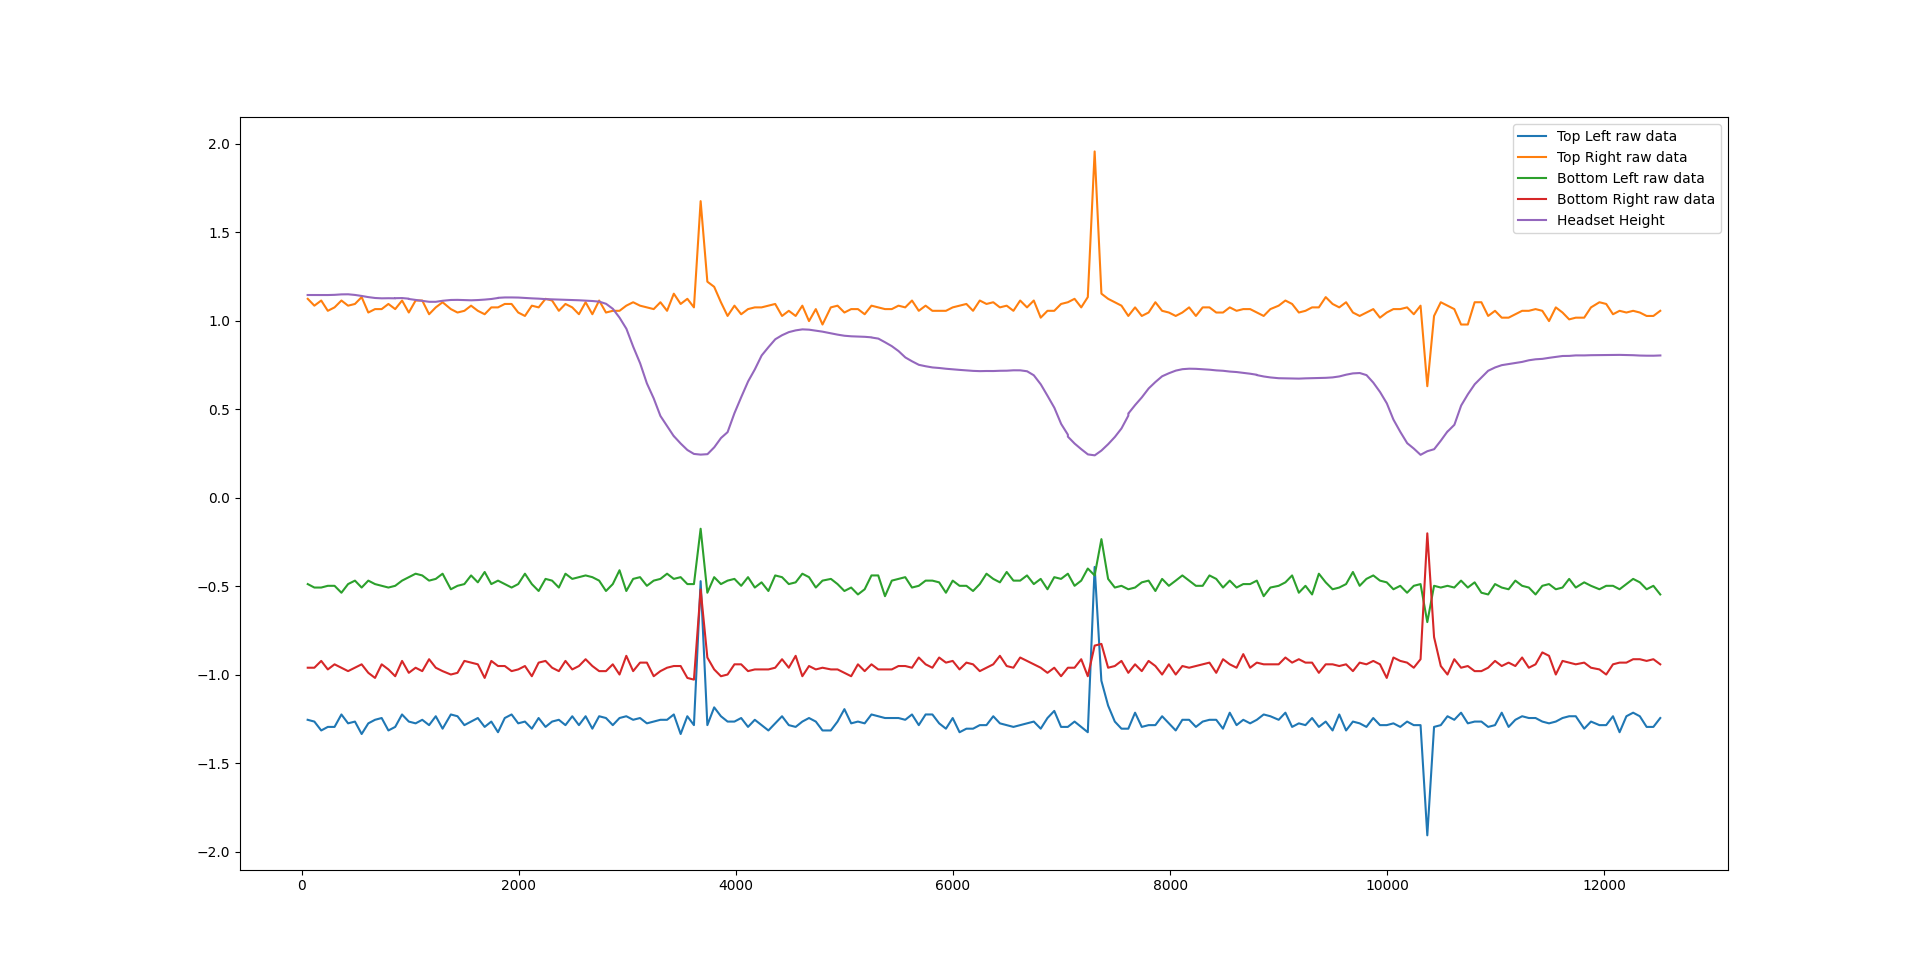 2.0
1.5
1.0
0.5
0.0
−0.5
−1.0
−1.5
−2.0
0 2000 4000 6000 8000 10000 12000
Top Left raw data
Top Right raw data
Bottom Left raw data
Bottom Right raw data
Headset Height